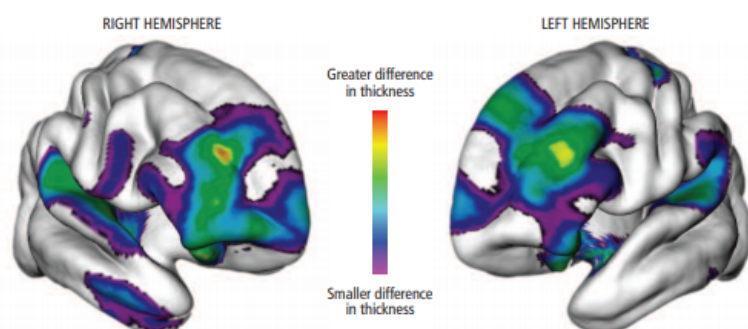 RIGHT HEMISPHERE
LEFT HEMISPHERE
Greater difference
in thickness
Smaller difference
in thickness